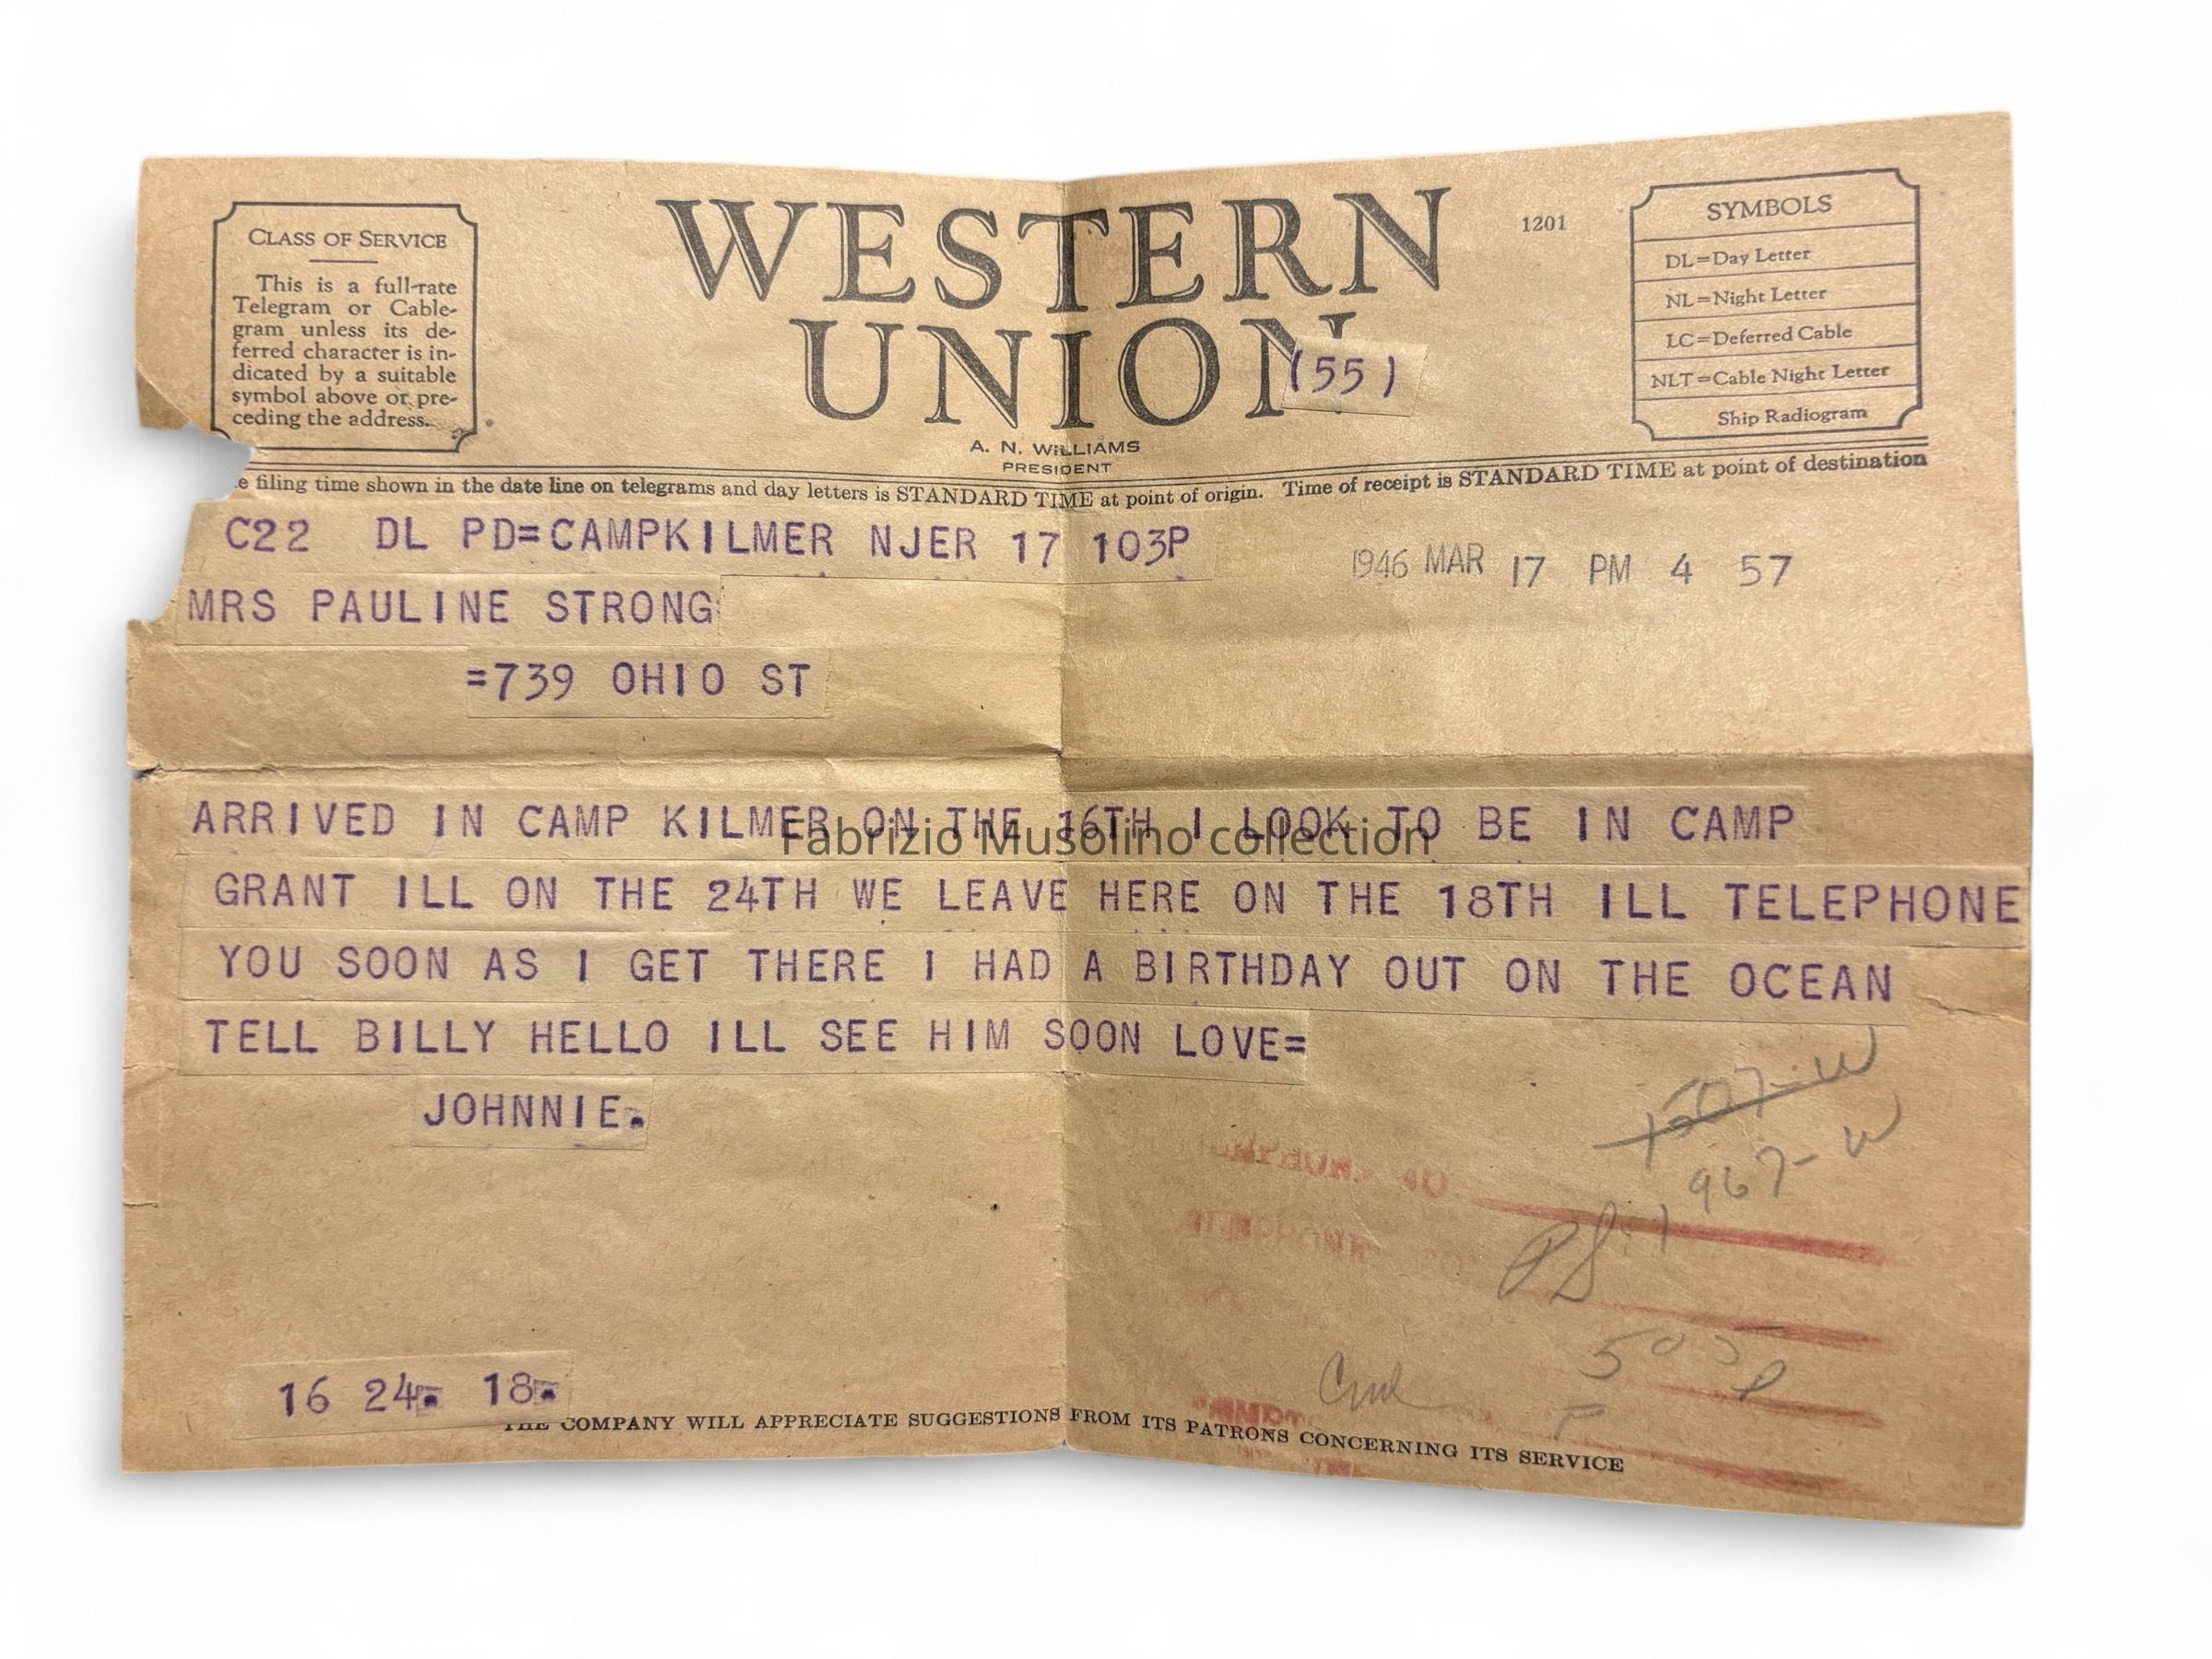 CLASS OF SERVICE
This is a full-rate
Telegram or Cable-
gram unless its de-
ferred character is in-
dicated by a suitable
symbol above or pre-
ceding the address.
WESTERN
UNION
(55)
A. N. WILLIAMS
PRESIDENT
1201
SYMBOLS
DL=Day Letter
NL=Night Letter
LC=Deferred Cable
NLT=Cable Night Letter
Ship Radiogram
filing time shown in the date line on telegrams and day letters is STANDARD TIME at point of origin. Time of receipt is STANDARD TIME at point of destination
C22 DL PD=CAMPKILMER NJER 17 103P
1946 MAR 17 PM 4 57
MRS PAULINE STRONG
=739 OHIO ST
ARRIVED IN CAMP KILMER ON THE 16TH I LOOK TO BE IN CAMP
Fabrizio Musolino collection
GRANT ILL ON THE 24TH WE LEAVE HERE ON THE 18TH ILL TELEPHONE
YOU SOON AS I GET THERE I HAD A BIRTHDAY OUT ON THE OCEAN
TELL BILLY HELLO ILL SEE HIM SOON LOVE=
JOHNNIE.
1507-W
967-W
16 24. 18.
THE COMPANY WILL APPRECIATE SUGGESTIONS FROM ITS PATRONS CONCERNING ITS SERVICE